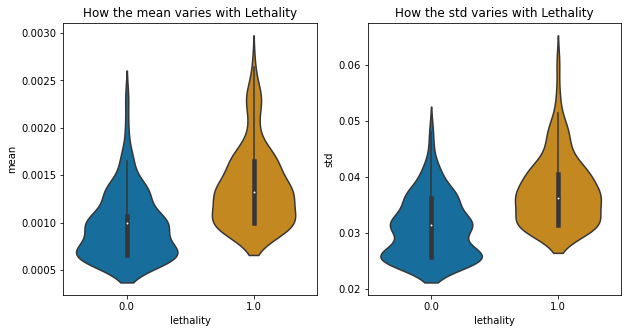 How the mean varies with Lethality
mean
0.0030
0.0025
0.0020
0.0015
0.0010
0.0005
0.0 1.0
lethality
How the std varies with Lethality
std
0.06
0.05
0.04
0.03
0.02
0.0 1.0
lethality